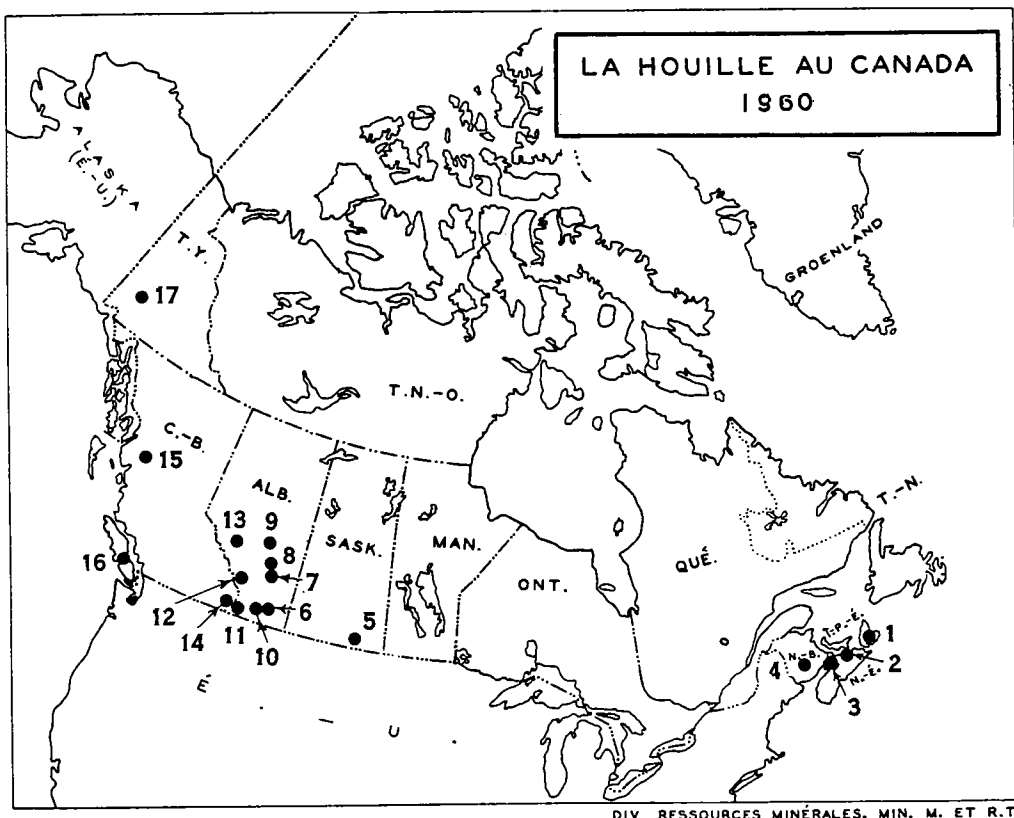 LA HOUILLE AU CANADA
1960
ALASKA
(É.-U.)
T.Y.
GROENLAND
17
T.N.-O.
C.-B.
15
ALB.
T.-N.
13
9
SASK.
MAN.
8
QUÉ.
16
7
ONT.
12
14
11
6
5
10
Î.-P.-É.
1
N.-B.
4
2
N.-É.
3
É.-U.
DIV. RESSOURCES MINÉRALES, MIN. M. ET R.T